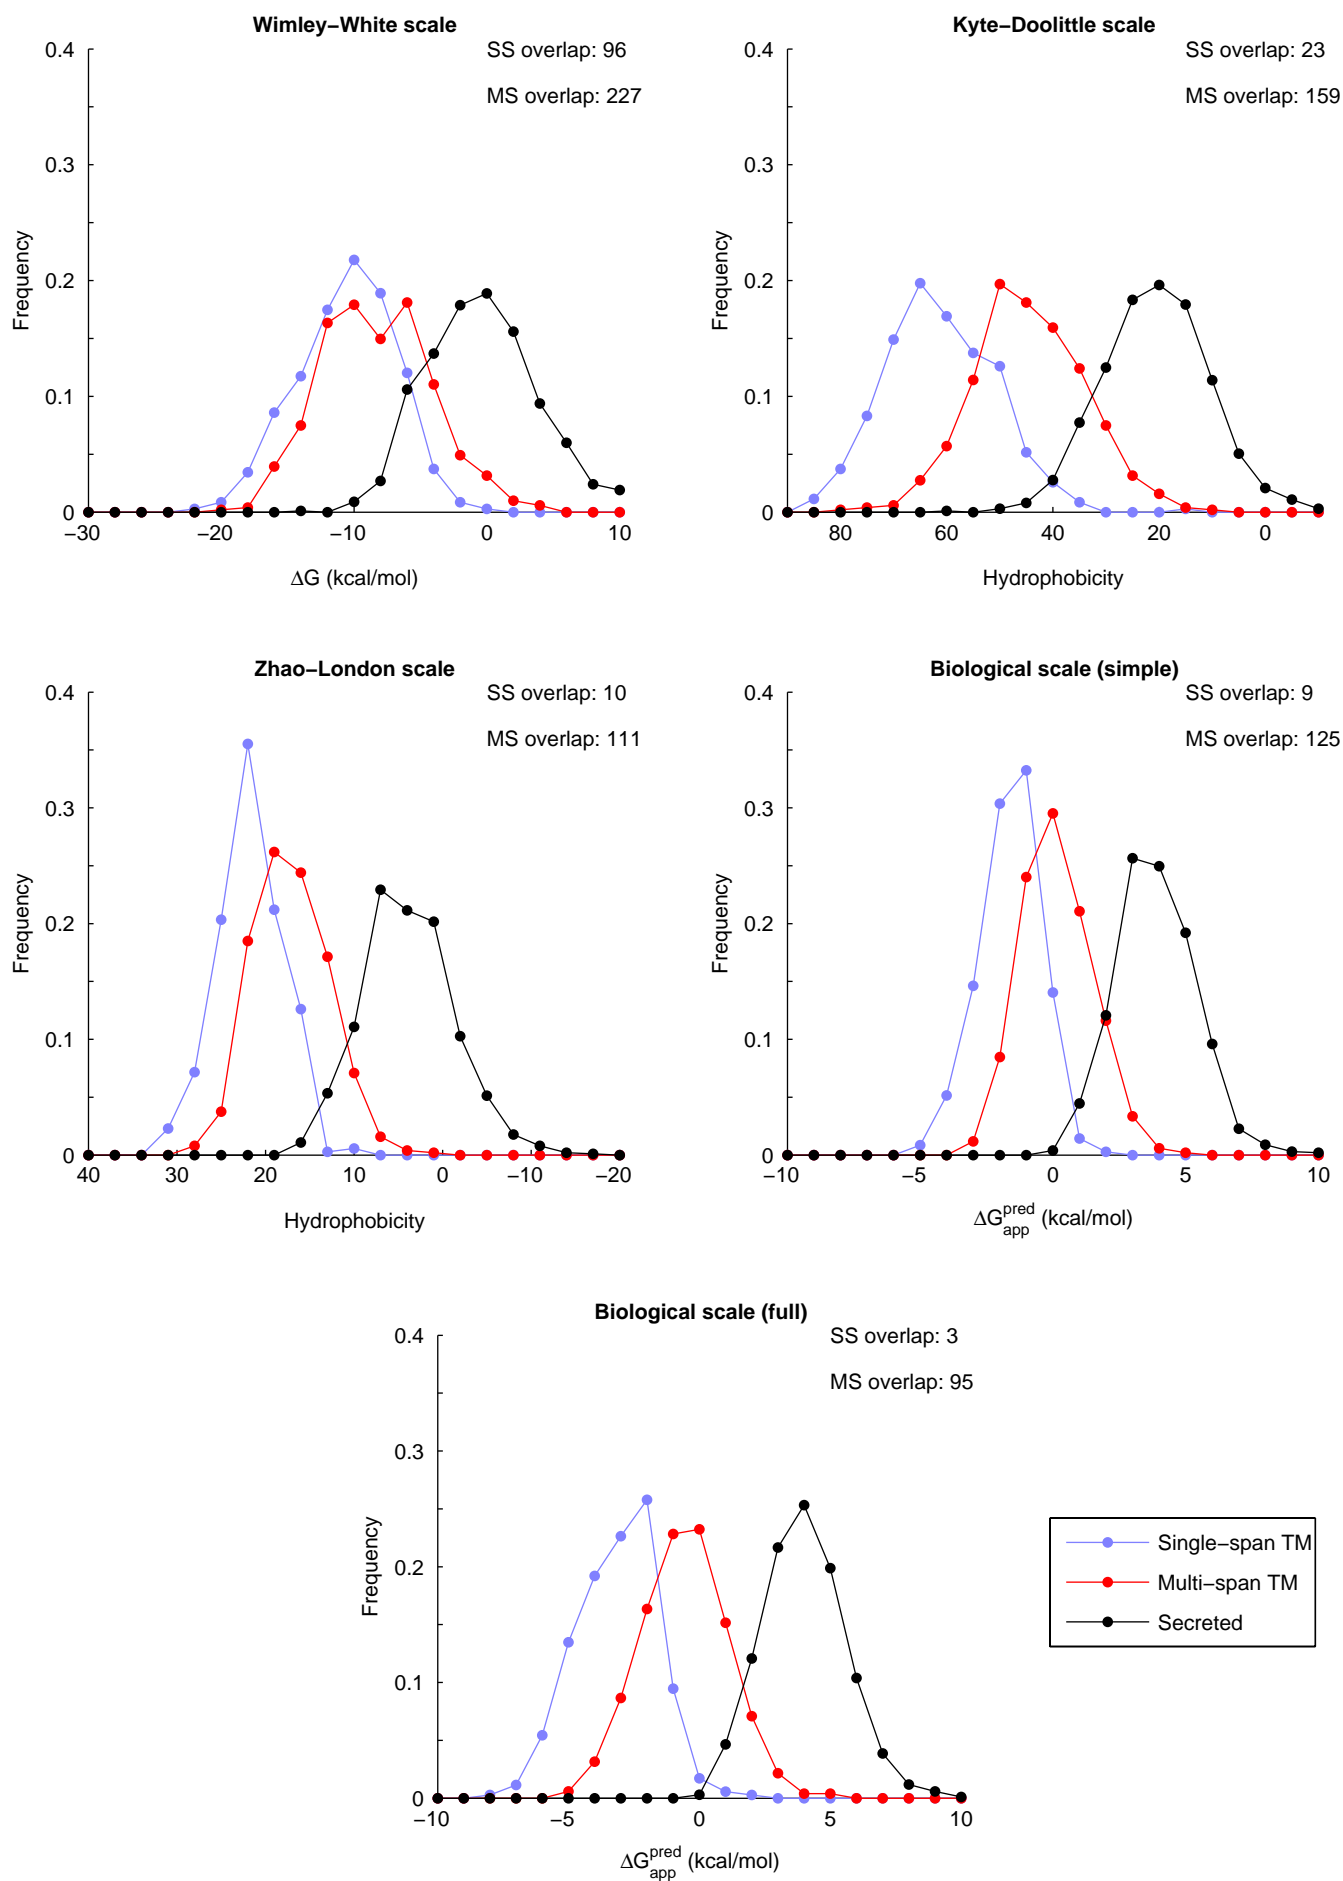 Wimley−White scale
SS overlap: 96
MS overlap: 227
0.4
0.3
0.2
0.1
0
Frequency
−30
−20
−10
0
10
ΔG (kcal/mol)
Kyte−Doolittle scale
SS overlap: 23
MS overlap: 159
0.4
0.3
0.2
0.1
0
Frequency
80
60
40
20
0
Hydrophobicity
Zhao−London scale
SS overlap: 10
MS overlap: 111
0.4
0.3
0.2
0.1
0
Frequency
40
30
20
10
0
−10
−20
Hydrophobicity
Biological scale (simple)
SS overlap: 9
MS overlap: 125
0.4
0.3
0.2
0.1
0
Frequency
−10
−5
0
5
10
ΔG pred app (kcal/mol)
Biological scale (full)
SS overlap: 3
MS overlap: 95
0.4
0.3
0.2
0.1
0
Frequency
−10
−5
0
5
10
ΔG pred app (kcal/mol)
Single−span TM
Multi−span TM
Secreted